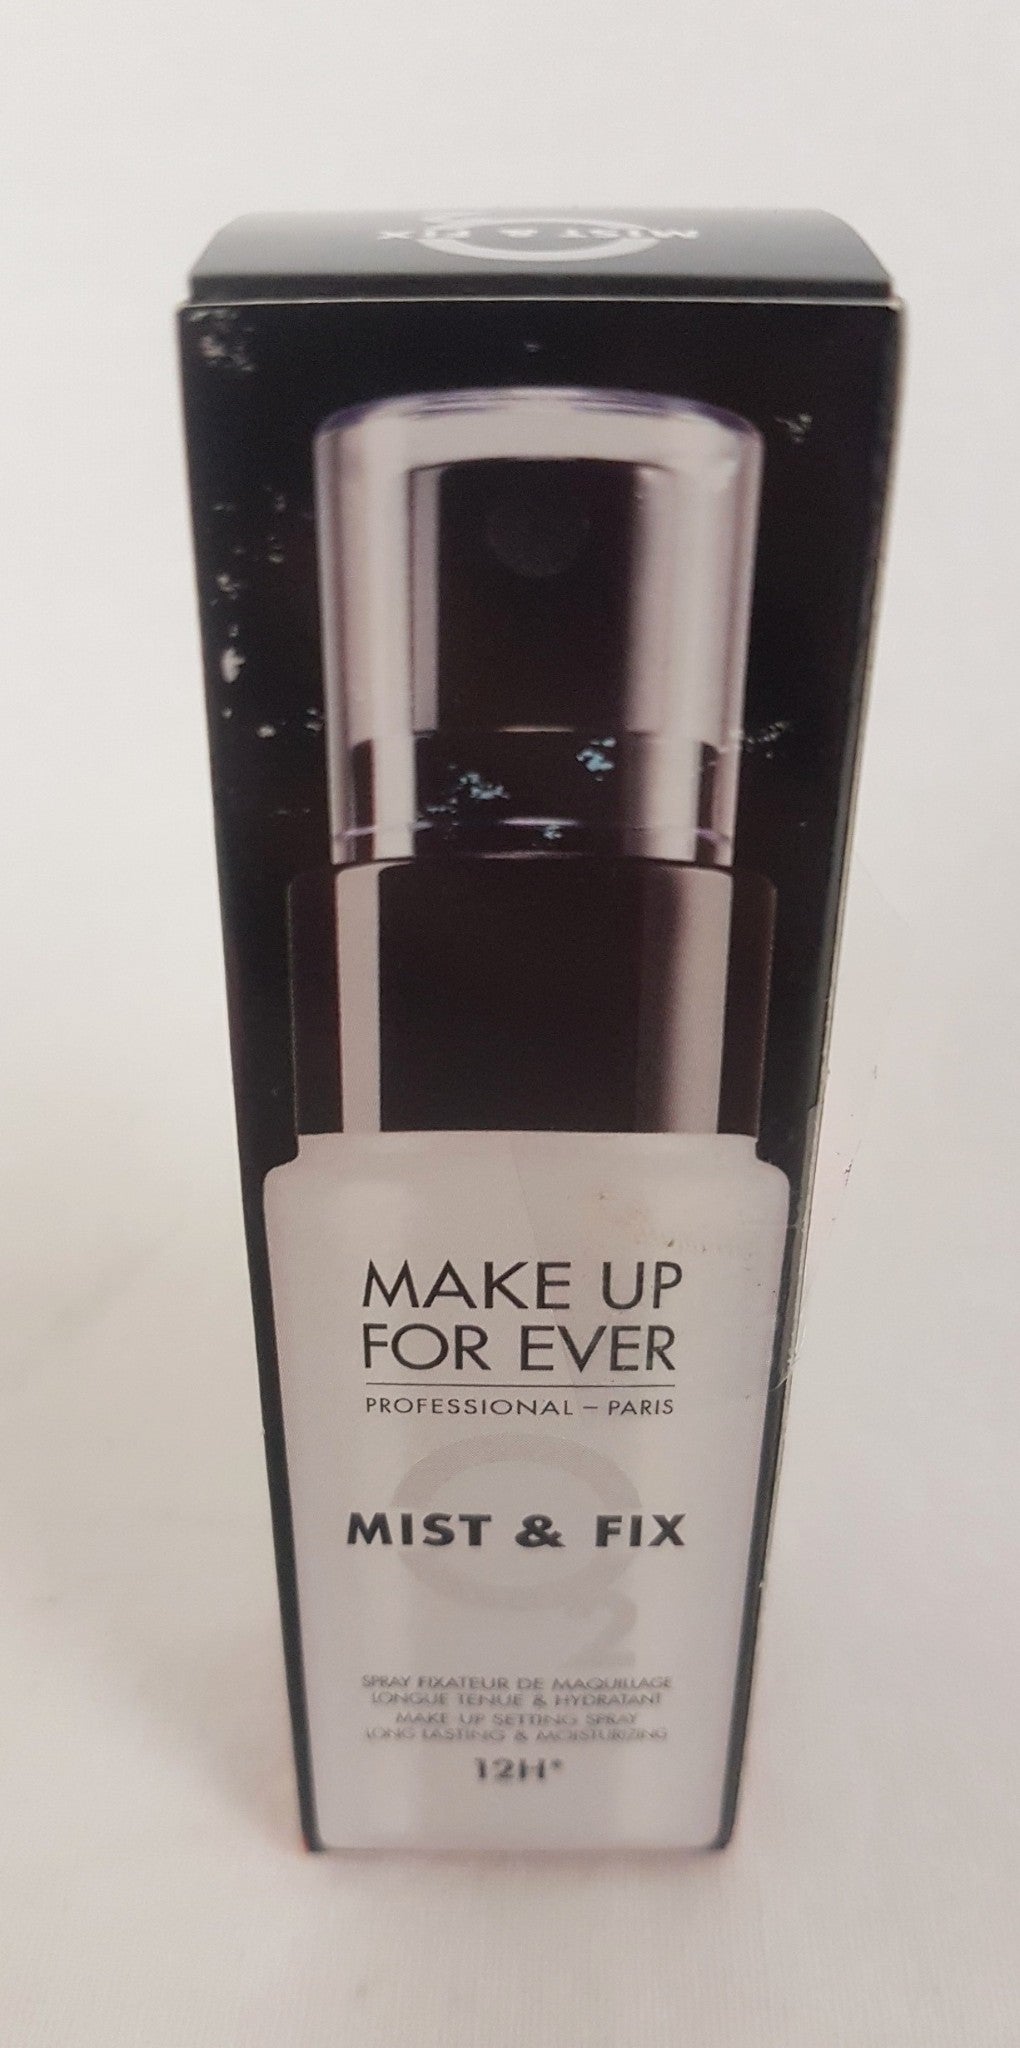 MIST & FIX
MAKE UP
FOR EVER
PROFESSIONAL – PARIS
O2
MIST & FIX
SPRAY FIXATEUR DE MAQUILLAGE
LONGUE TENUE & HYDRATANT
MAKE UP SETTING SPRAY
LONG LASTING & MOISTURIZING
12H*